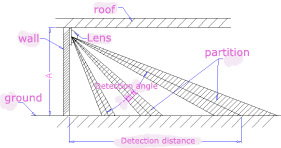 roof
wall
Lens
partition
Detection angle
ground
Detection distance